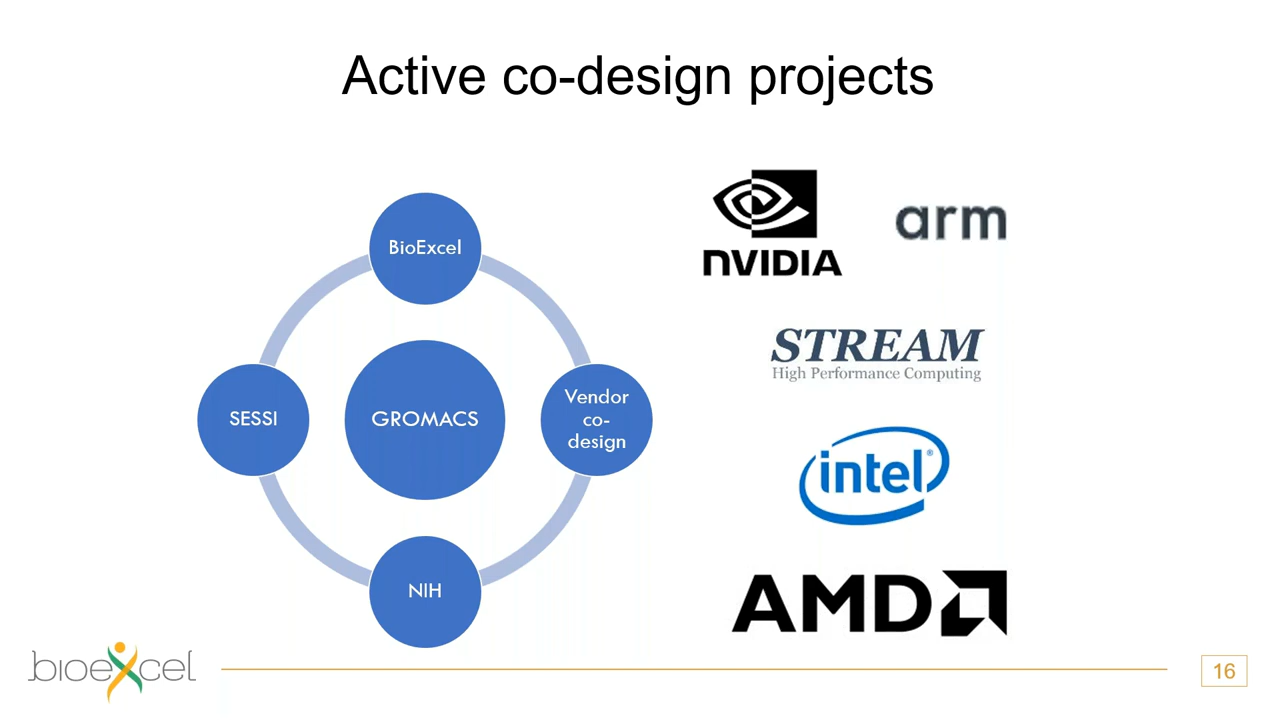 Active co-design projects
BioExcel
SESSI
GROMACS
Vendor
co-
design
NIH
NVIDIA
arm
STREAM
High Performance Computing
intel®
AMD
bioexcel
16